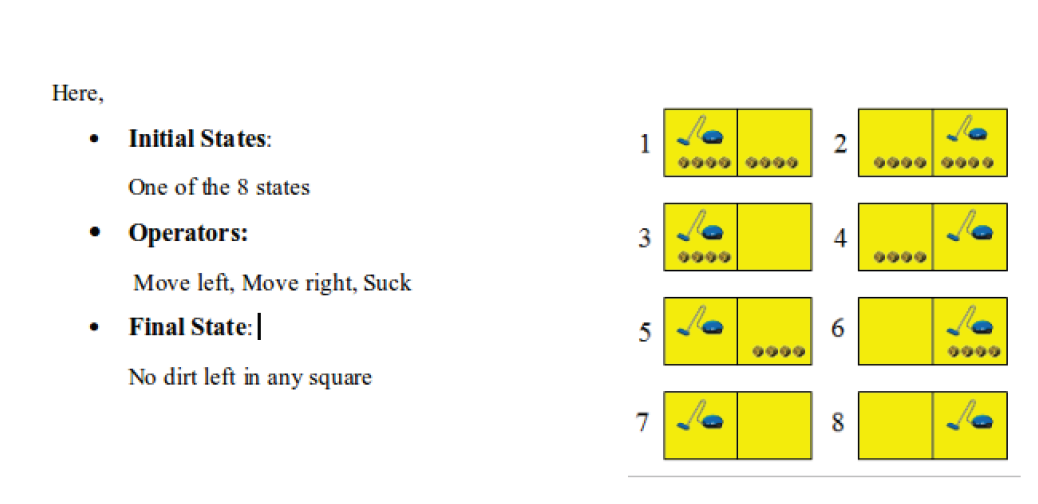 Here,
• Initial States:
One of the 8 states
• Operators:
Move left, Move right, Suck
• Final State:
No dirt left in any square
1 2
3 4
5 6
7 8